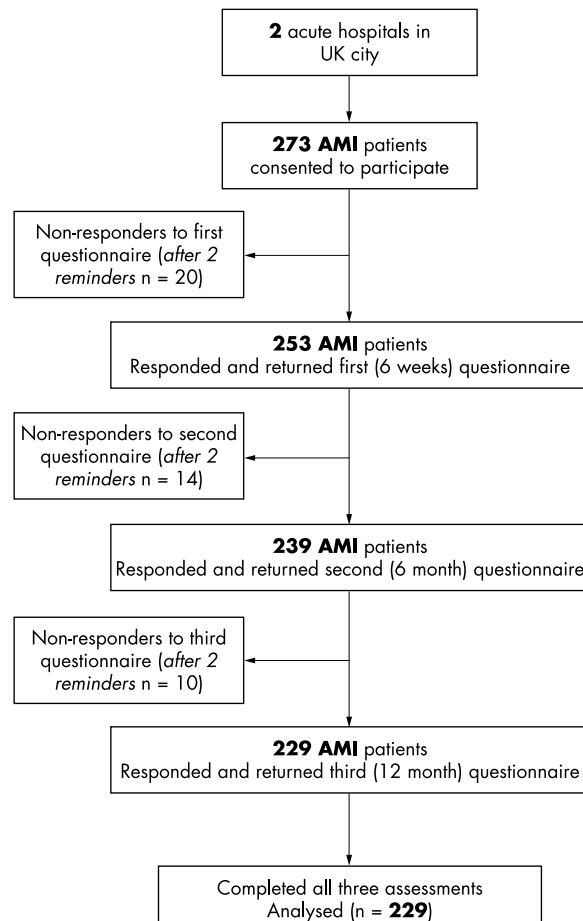 2 acute hospitals in
UK city
273 AMI patients
consented to participate
Non-responders to first
questionnaire (after 2
reminders n = 20)
253 AMI patients
Responded and returned first (6 weeks) questionnaire
Non-responders to second
questionnaire (after 2
reminders n = 14)
239 AMI patients
Responded and returned second (6 month) questionnaire
Non-responders to third
questionnaire (after 2
reminders n = 10)
229 AMI patients
Responded and returned third (12 month) questionnaire
Completed all three assessments
Analysed (n = 229)